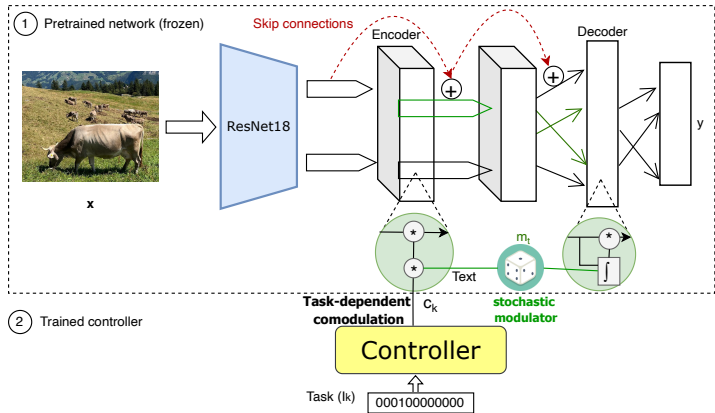 1 Pretrained network (frozen)
Skip connections
Encoder
Decoder
ResNet18
+
+
x
y
*
*
*
∫
m_t
Text
stochastic
modulator
Task-dependent
comodulation
C_k
2 Trained controller
Controller
Task (I_k)
000100000000